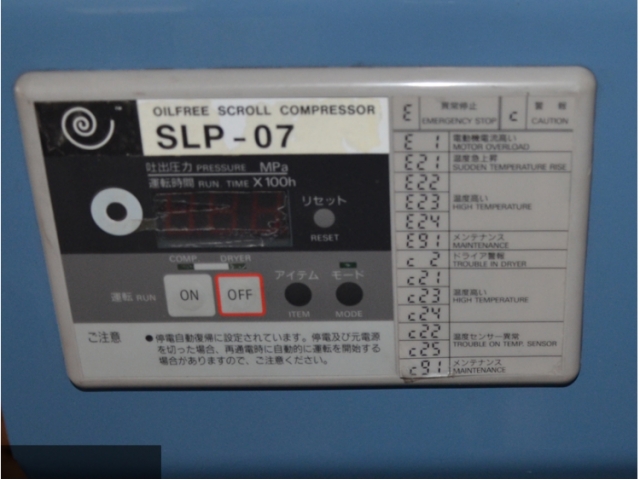 OILFREE SCROLL COMPRESSOR
SLP-07
吐出圧力 PRESSURE MPa
運転時間 RUN TIME X100h
リセット
RESET
COMP DRYER
運転 RUN ON OFF
アイテム モード
ITEM MODE
ご注意
●停電自動復帰に設定されています。停電及び元電源
を切った場合、再通電時に自動的に運転を開始する
場合がありますので、ご注意ください。
E 異常停止 EMERGENCY STOP C 警報 CAUTION
E 1 電動機電流高い MOTOR OVERLOAD
E21 温度急上昇 SUDDEN TEMPERATURE RISE
E22
E23 温度高い HIGH TEMPERATURE
E24
E91 メンテナンス MAINTENANCE
c 2 ドライア警報 TROUBLE IN DRYER
c21
c23 温度高い HIGH TEMPERATURE
c24
c22 温度センサー異常
c25 TROUBLE ON TEMP. SENSOR
c91 メンテナンス MAINTENANCE